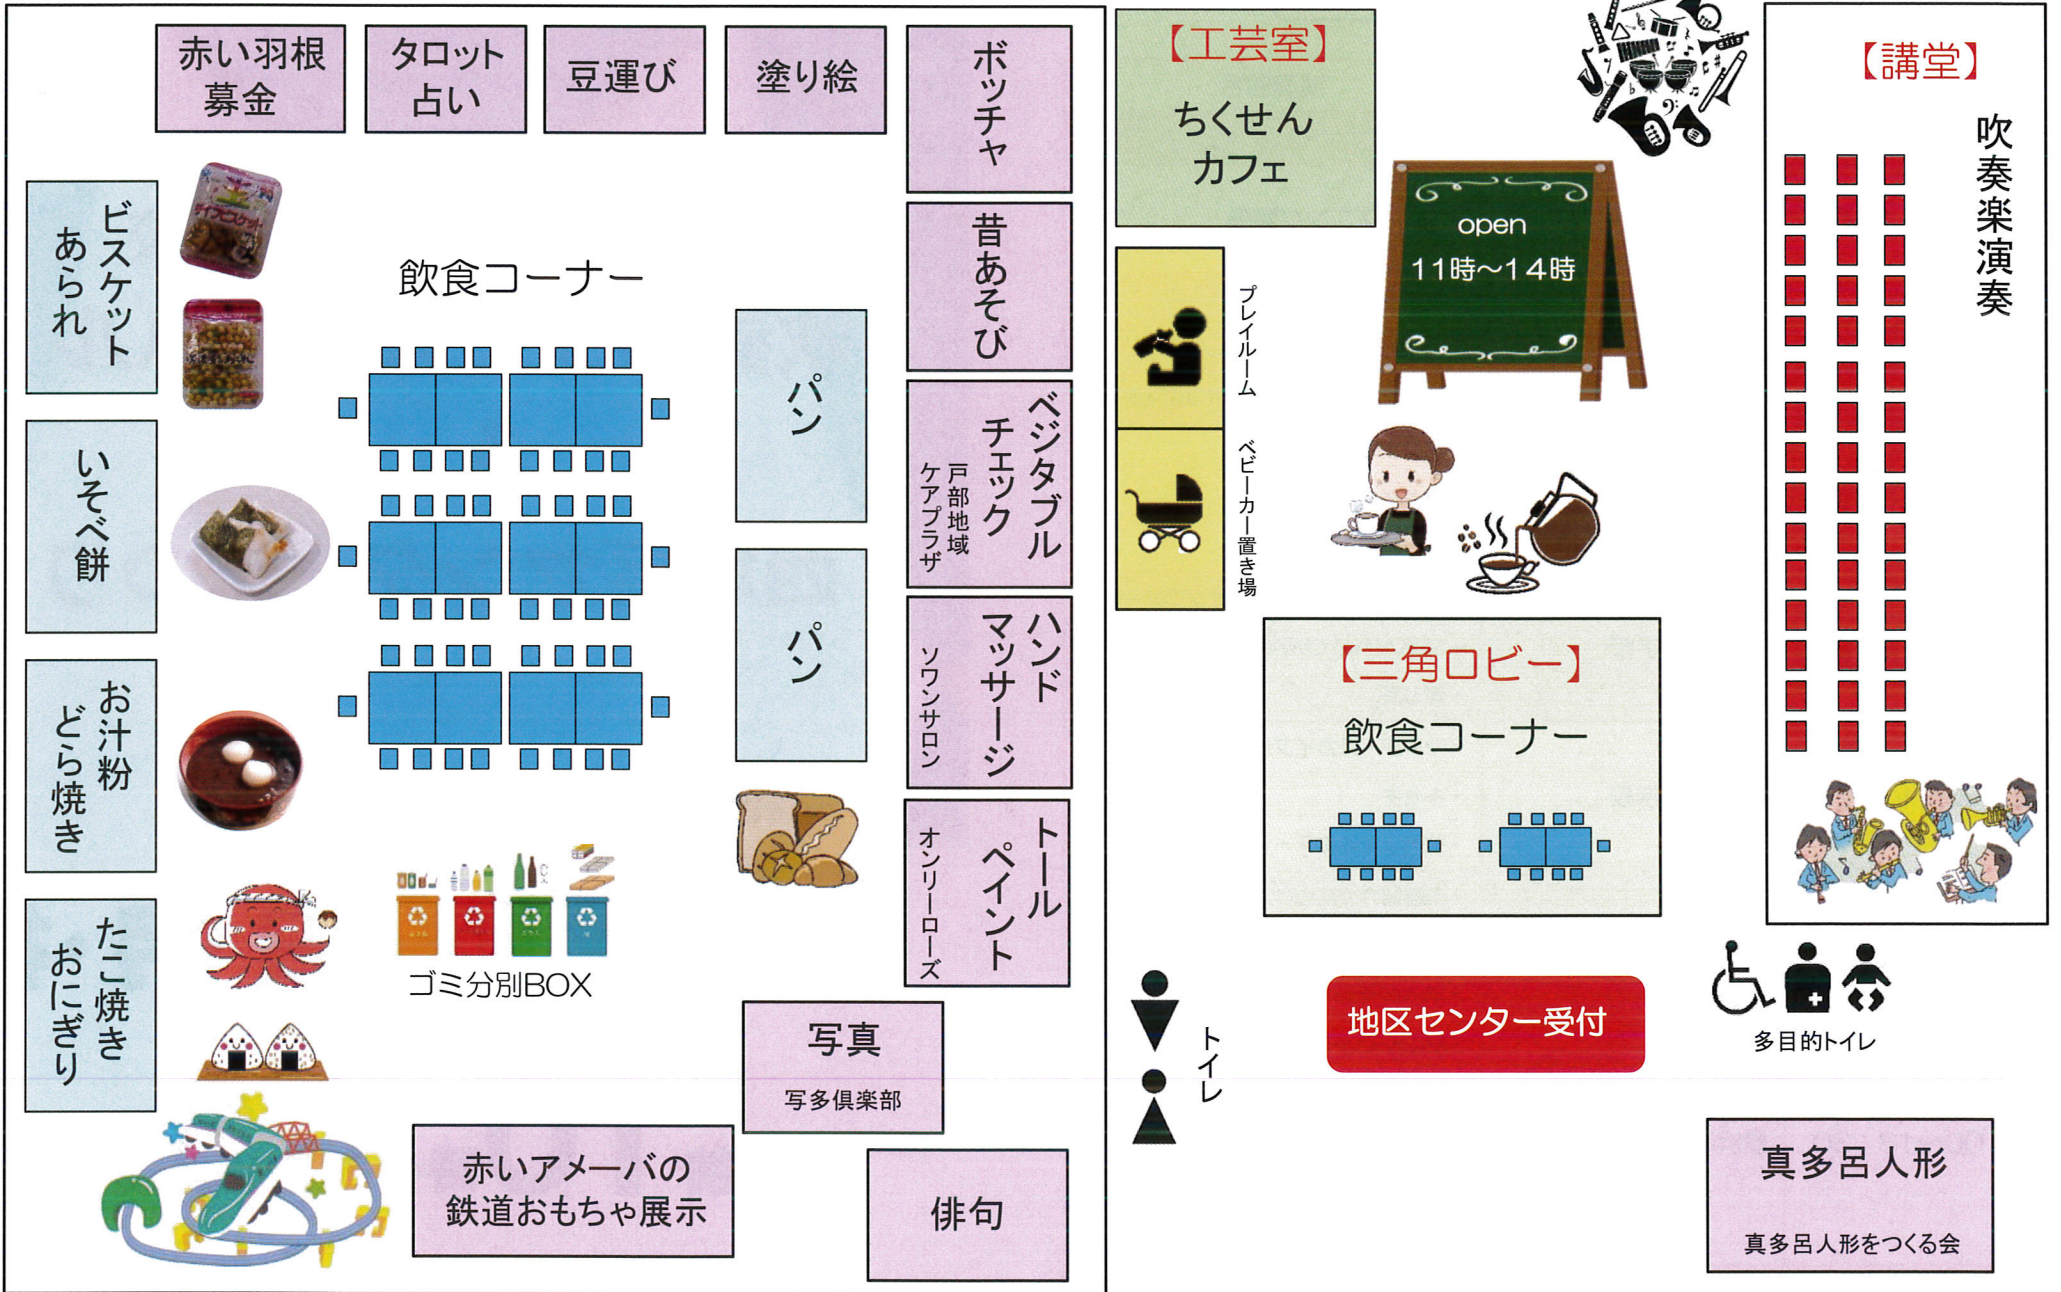 赤い羽根
募金
タロット
占い
豆運び
塗り絵
ボッチャ
昔あそび
ベジタブル
チェック
戸部地域
ケアプラザ
ハンド
マッサージ
ソワンサロン
トール
ペイント
オンリーローズ
ビスケット
あられ
いそべ餅
お汁粉
どら焼き
たこ焼き
おにぎり
飲食コーナー
パン
パン
ゴミ分別BOX
写真
写多倶楽部
赤いアメーバの
鉄道おもちゃ展示
俳句
【工芸室】
ちくせん
カフェ
open
11時～14時
プレイルーム
ベビーカー置き場
【三角ロビー】
飲食コーナー
地区センター受付
トイレ
多目的トイレ
【講堂】
吹奏楽演奏
真多呂人形
真多呂人形をつくる会